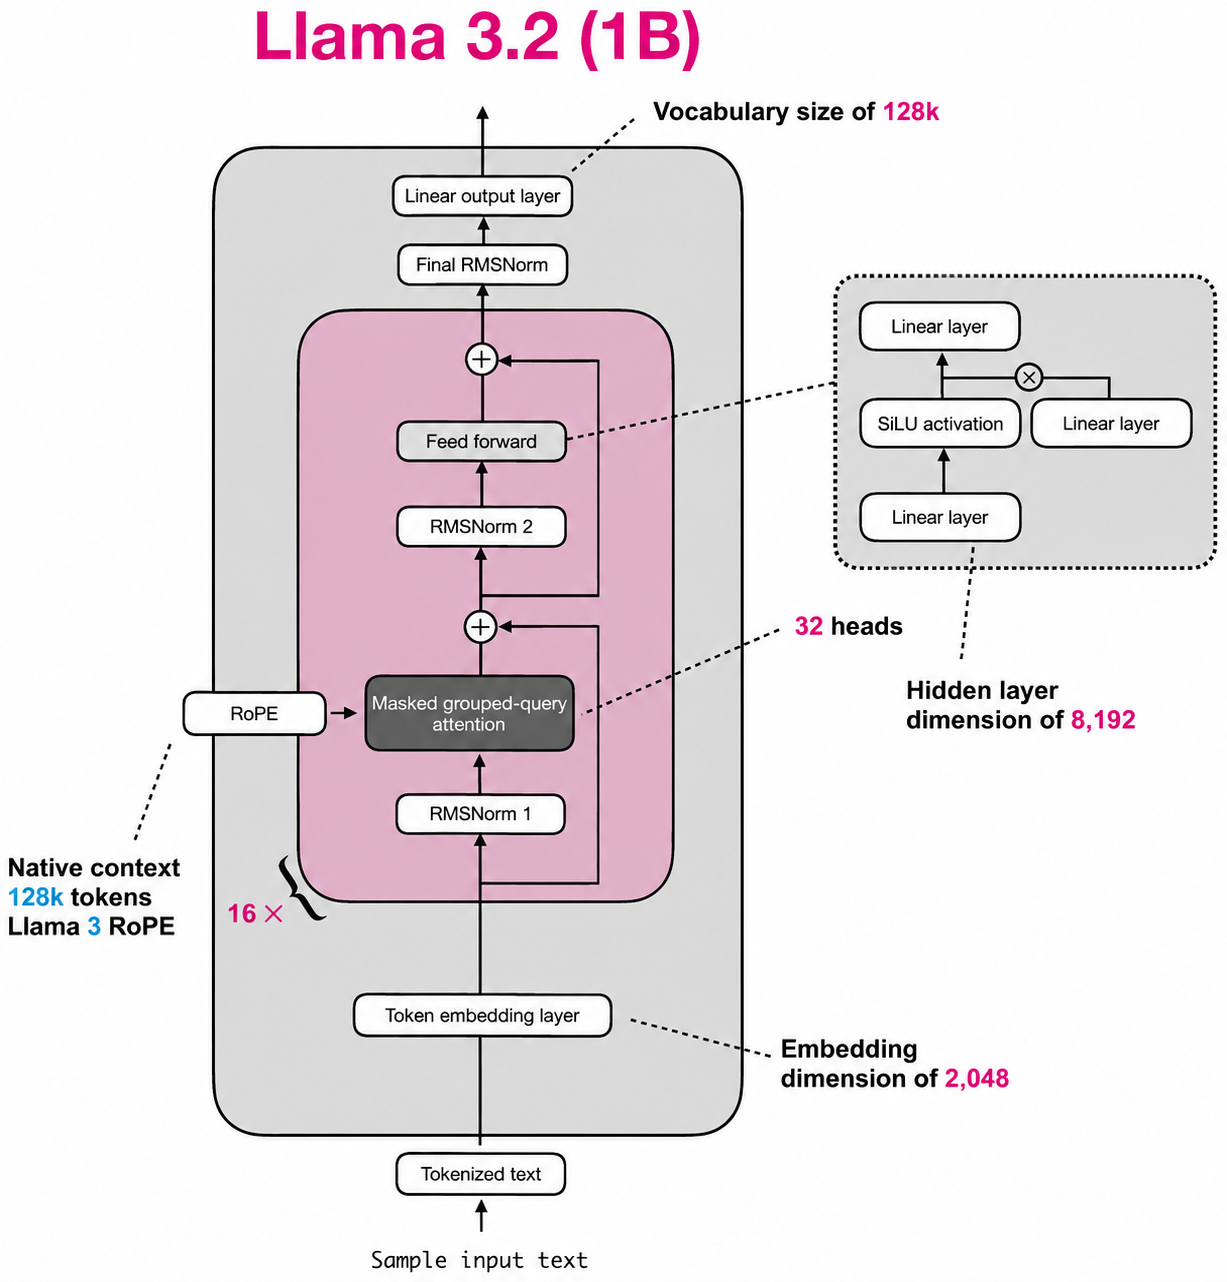 Llama 3.2 (1B)
Vocabulary size of 128k
Linear output layer
Final RMSNorm
Feed forward
RMSNorm 2
Masked grouped-query
attention
RoPE
RMSNorm 1
16 ×
Token embedding layer
Tokenized text
Sample input text
Linear layer
SiLU activation
Linear layer
Linear layer
32 heads
Hidden layer
dimension of 8,192
Native context
128k tokens
Llama 3 RoPE
Embedding
dimension of 2,048